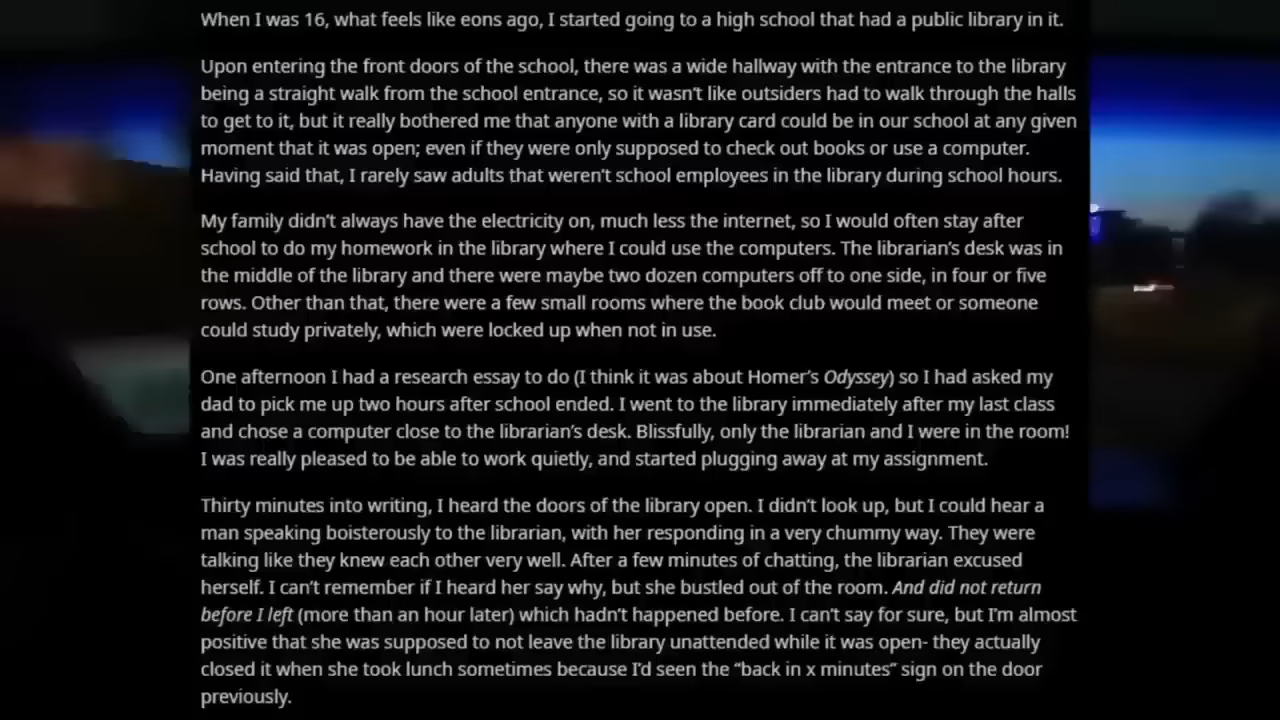 When I was 16, what feels like eons ago, I started going to a high school that had a public library in it.
Upon entering the front doors of the school, there was a wide hallway with the entrance to the library
being a straight walk from the school entrance, so it wasn't like outsiders had to walk through the halls
to get to it, but it really bothered me that anyone with a library card could be in our school at any given
moment that it was open; even if they were only supposed to check out books or use a computer.
Having said that, I rarely saw adults that weren't school employees in the library during school hours.
My family didn't always have the electricity on, much less the internet, so I would often stay after
school to do my homework in the library where I could use the computers. The librarian's desk was in
the middle of the library and there were maybe two dozen computers off to one side, in four or five
rows. Other than that, there were a few small rooms where the book club would meet or someone
could study privately, which were locked up when not in use.
One afternoon I had a research essay to do (I think it was about Homer's Odyssey) so I had asked my
dad to pick me up two hours after school ended. I went to the library immediately after my last class
and chose a computer close to the librarian's desk. Blissfully, only the librarian and I were in the room!
I was really pleased to be able to work quietly, and started plugging away at my assignment.
Thirty minutes into writing, I heard the doors of the library open. I didn't look up, but I could hear a
man speaking boisterously to the librarian, with her responding in a very chummy way. They were
talking like they knew each other very well. After a few minutes of chatting, the librarian excused
herself. I can't remember if I heard her say why, but she bustled out of the room. And did not return
before I left (more than an hour later) which hadn't happened before. I can't say for sure, but I'm almost
positive that she was supposed to not leave the library unattended while it was open- they actually
closed it when she took lunch sometimes because I'd seen the “back in x minutes” sign on the door
previously.